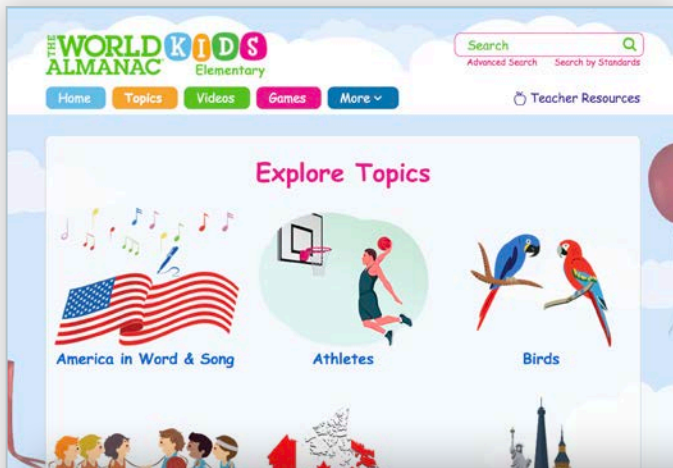 THE WORLD KIDS
ALMANAC® Elementary
Search
Advanced Search Search by Standards
Home Topics Videos Games More
Teacher Resources
Explore Topics
America in Word & Song Athletes Birds